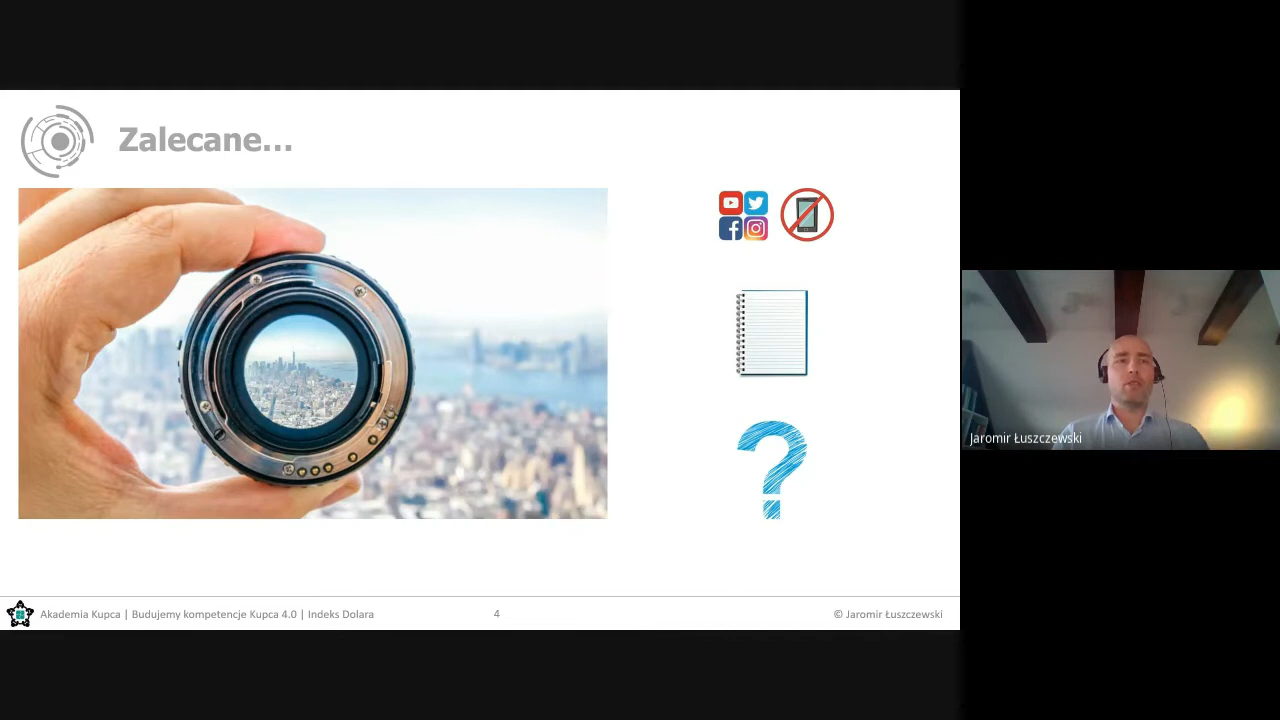 Zalecane...
Akademia Kupca | Budujemy kompetencje Kupca 4.0 | Indeks Dolara
4
© Jaromir Łuszczewski
Jaromir Łuszczewski